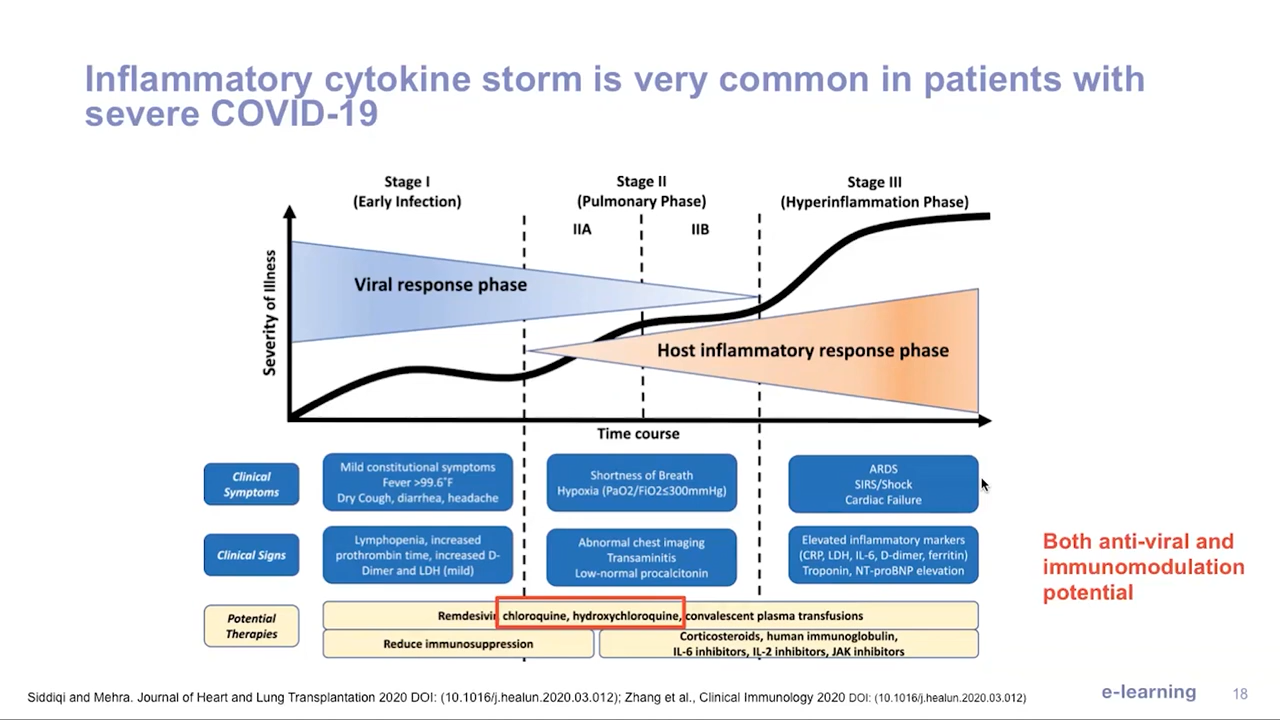 Inflammatory cytokine storm is very common in patients with
severe COVID-19
Stage I
(Early Infection)
Stage II
(Pulmonary Phase)
Stage III
(Hyperinflammation Phase)
IIA
IIB
Severity of Illness
Viral response phase
Host inflammatory response phase
Time course
Clinical
Symptoms
Mild constitutional symptoms
Fever >99.6°F
Dry Cough, diarrhea, headache
Shortness of Breath
Hypoxia (PaO2/FiO2≤300mmHg)
ARDS
SIRS/Shock
Cardiac Failure
Clinical Signs
Lymphopenia, increased
prothrombin time, increased D-
Dimer and LDH (mild)
Abnormal chest imaging
Transaminitis
Low-normal procalcitonin
Elevated inflammatory markers
(CRP, LDH, IL-6, D-dimer, ferritin)
Troponin, NT-proBNP elevation
Both anti-viral and
immunomodulation
potential
Potential
Therapies
Remdesivir, chloroquine, hydroxychloroquine, convalescent plasma transfusions
Reduce immunosuppression
Corticosteroids, human immunoglobulin,
IL-6 inhibitors, IL-2 inhibitors, JAK inhibitors
Siddiqi and Mehra. Journal of Heart and Lung Transplantation 2020 DOI: (10.1016/j.healun.2020.03.012); Zhang et al., Clinical Immunology 2020 DOI: (10.1016/j.healun.2020.03.012)
e-learning
18